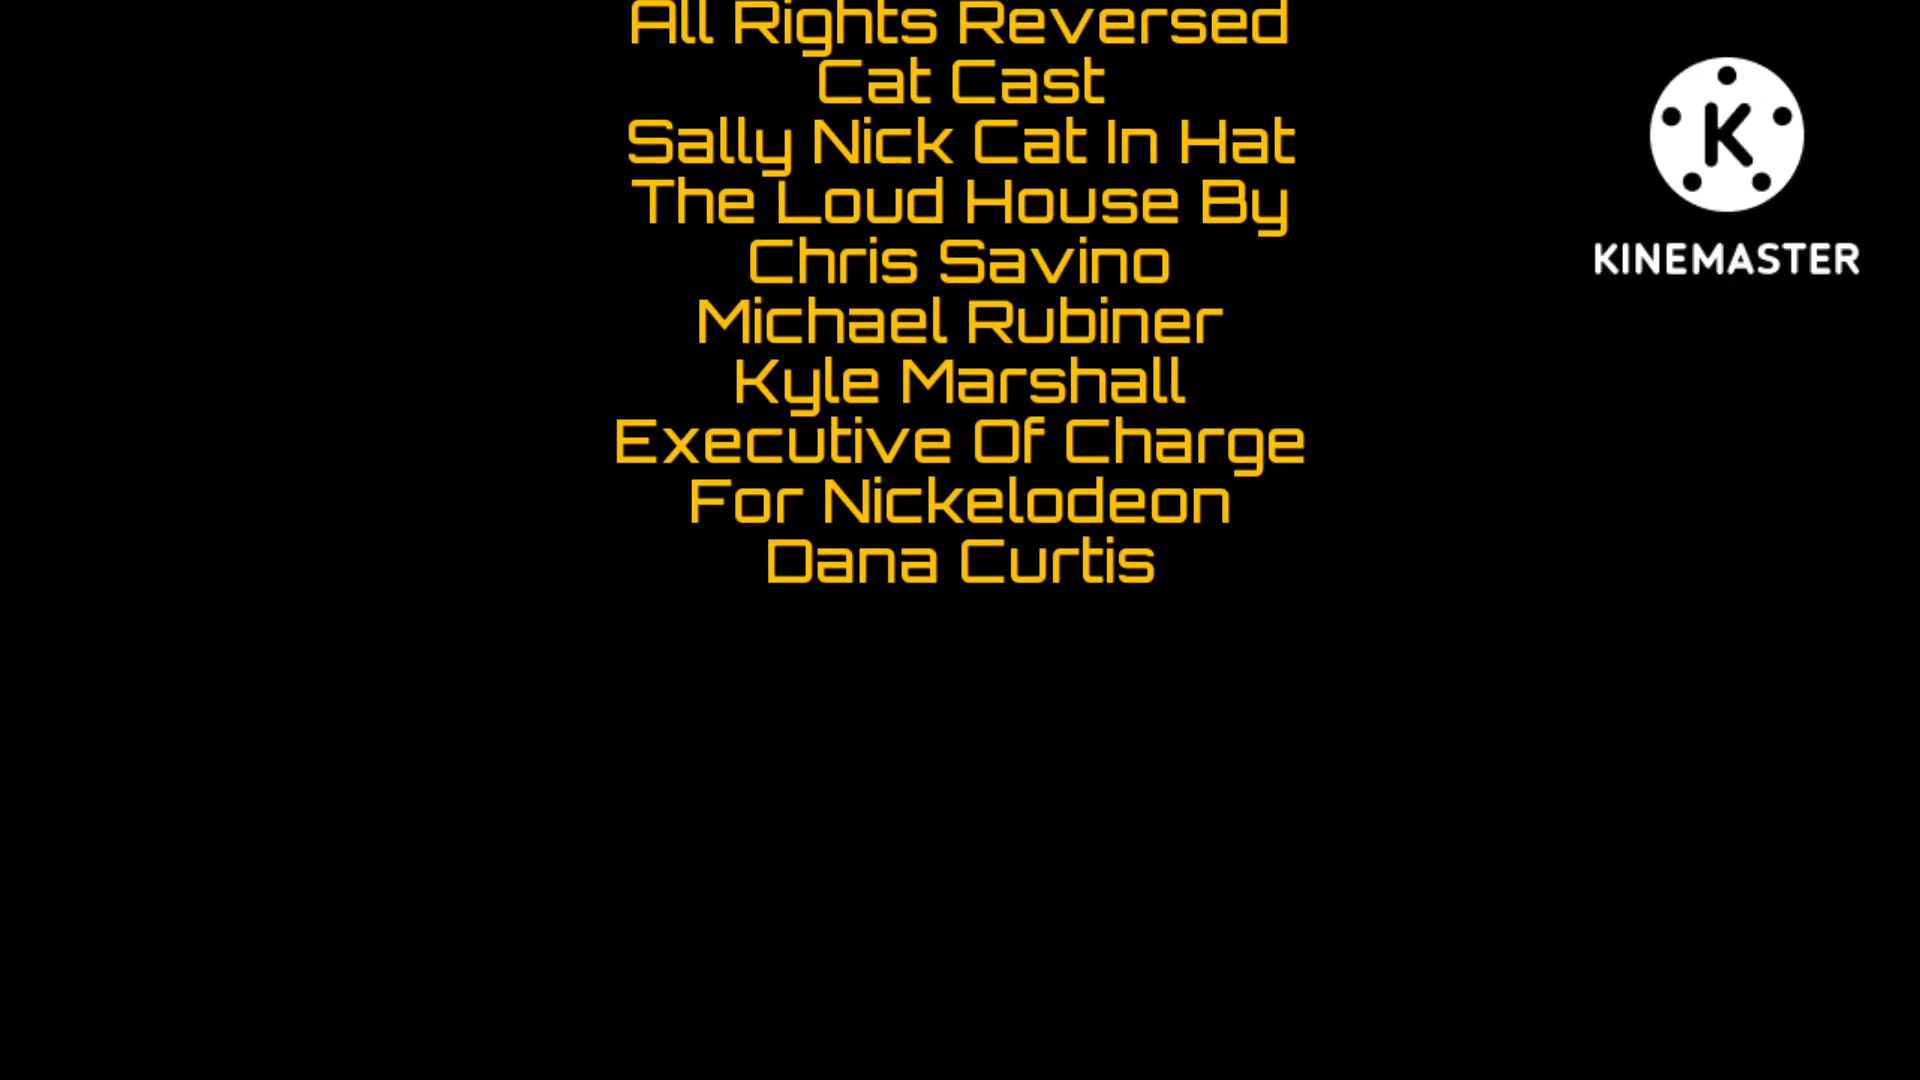 All Rights Reversed
Cat Cast
Sally Nick Cat In Hat
The Loud House By
Chris Savino
Michael Rubiner
Kyle Marshall
Executive Of Charge
For Nickelodeon
Dana Curtis
K
KINEMASTER